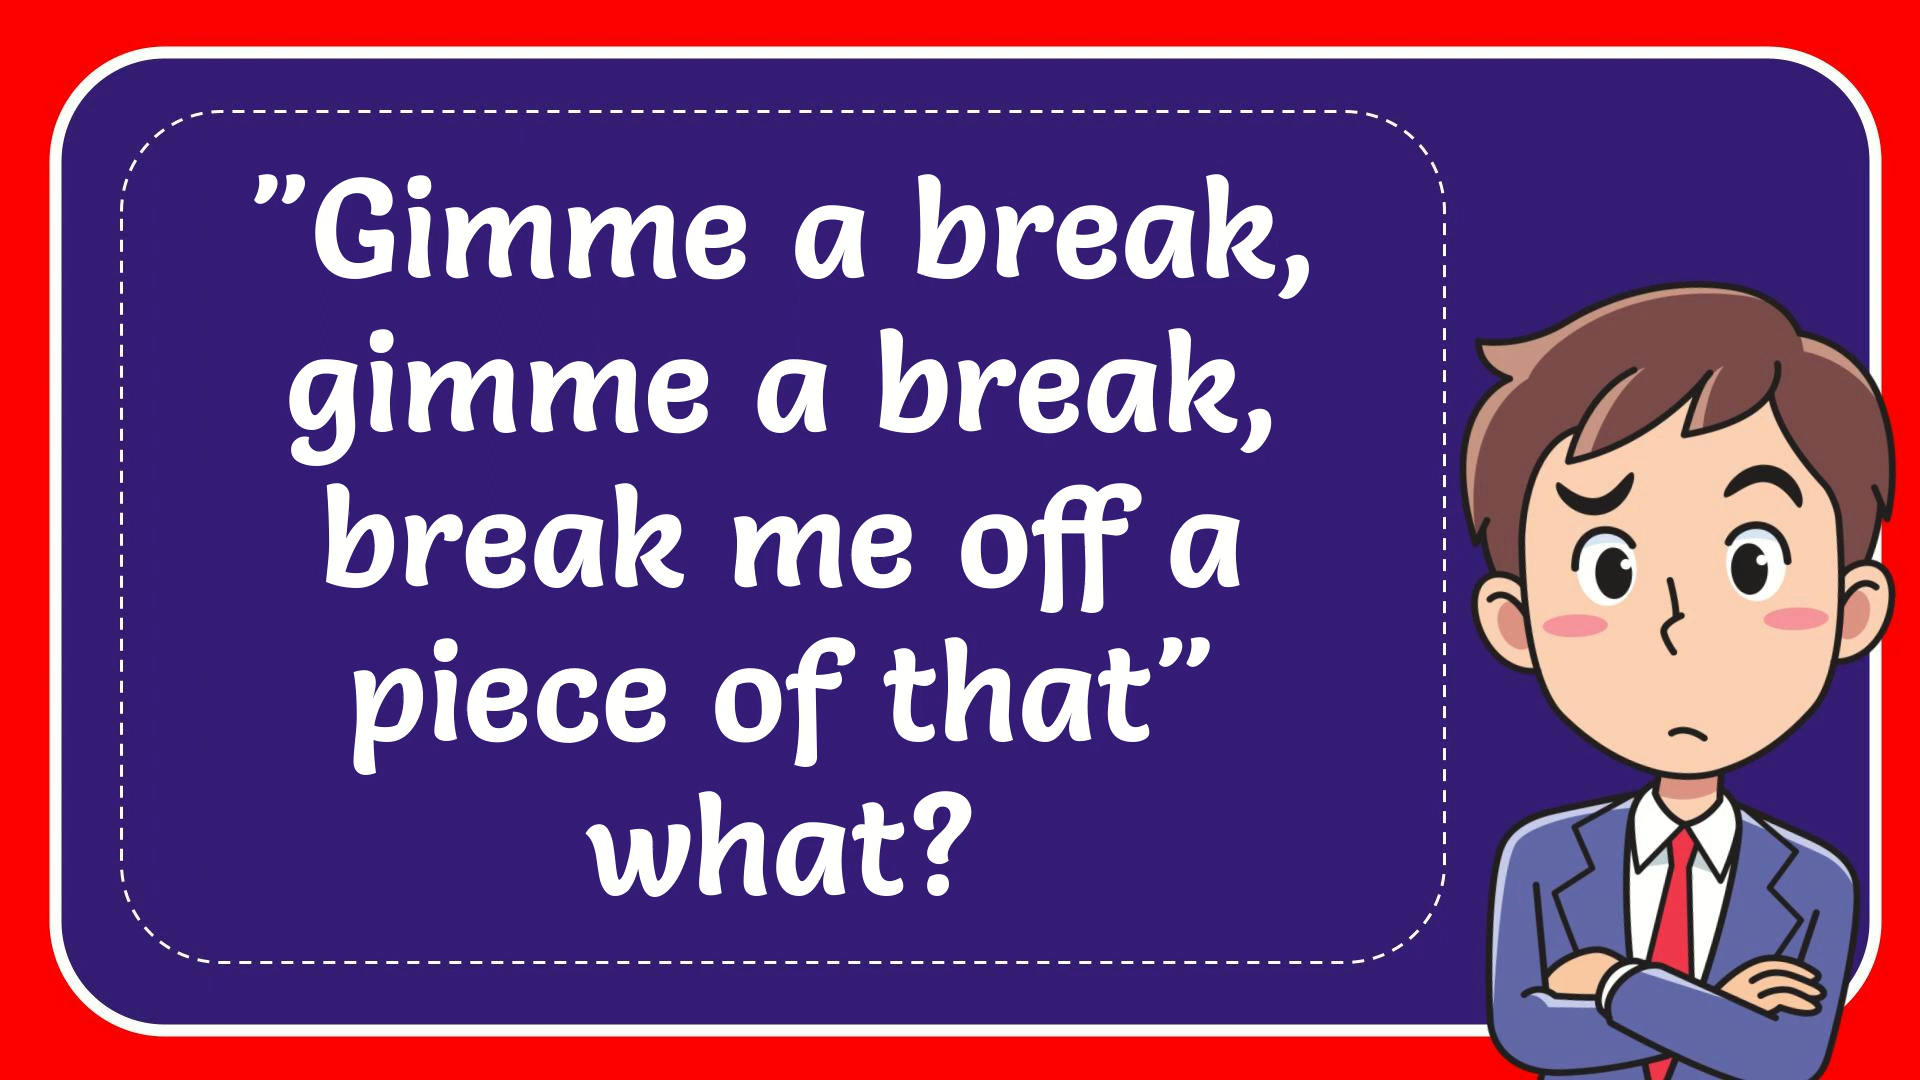 ”Gimme a break,
gimme a break,
break me off a
piece of that”
what?